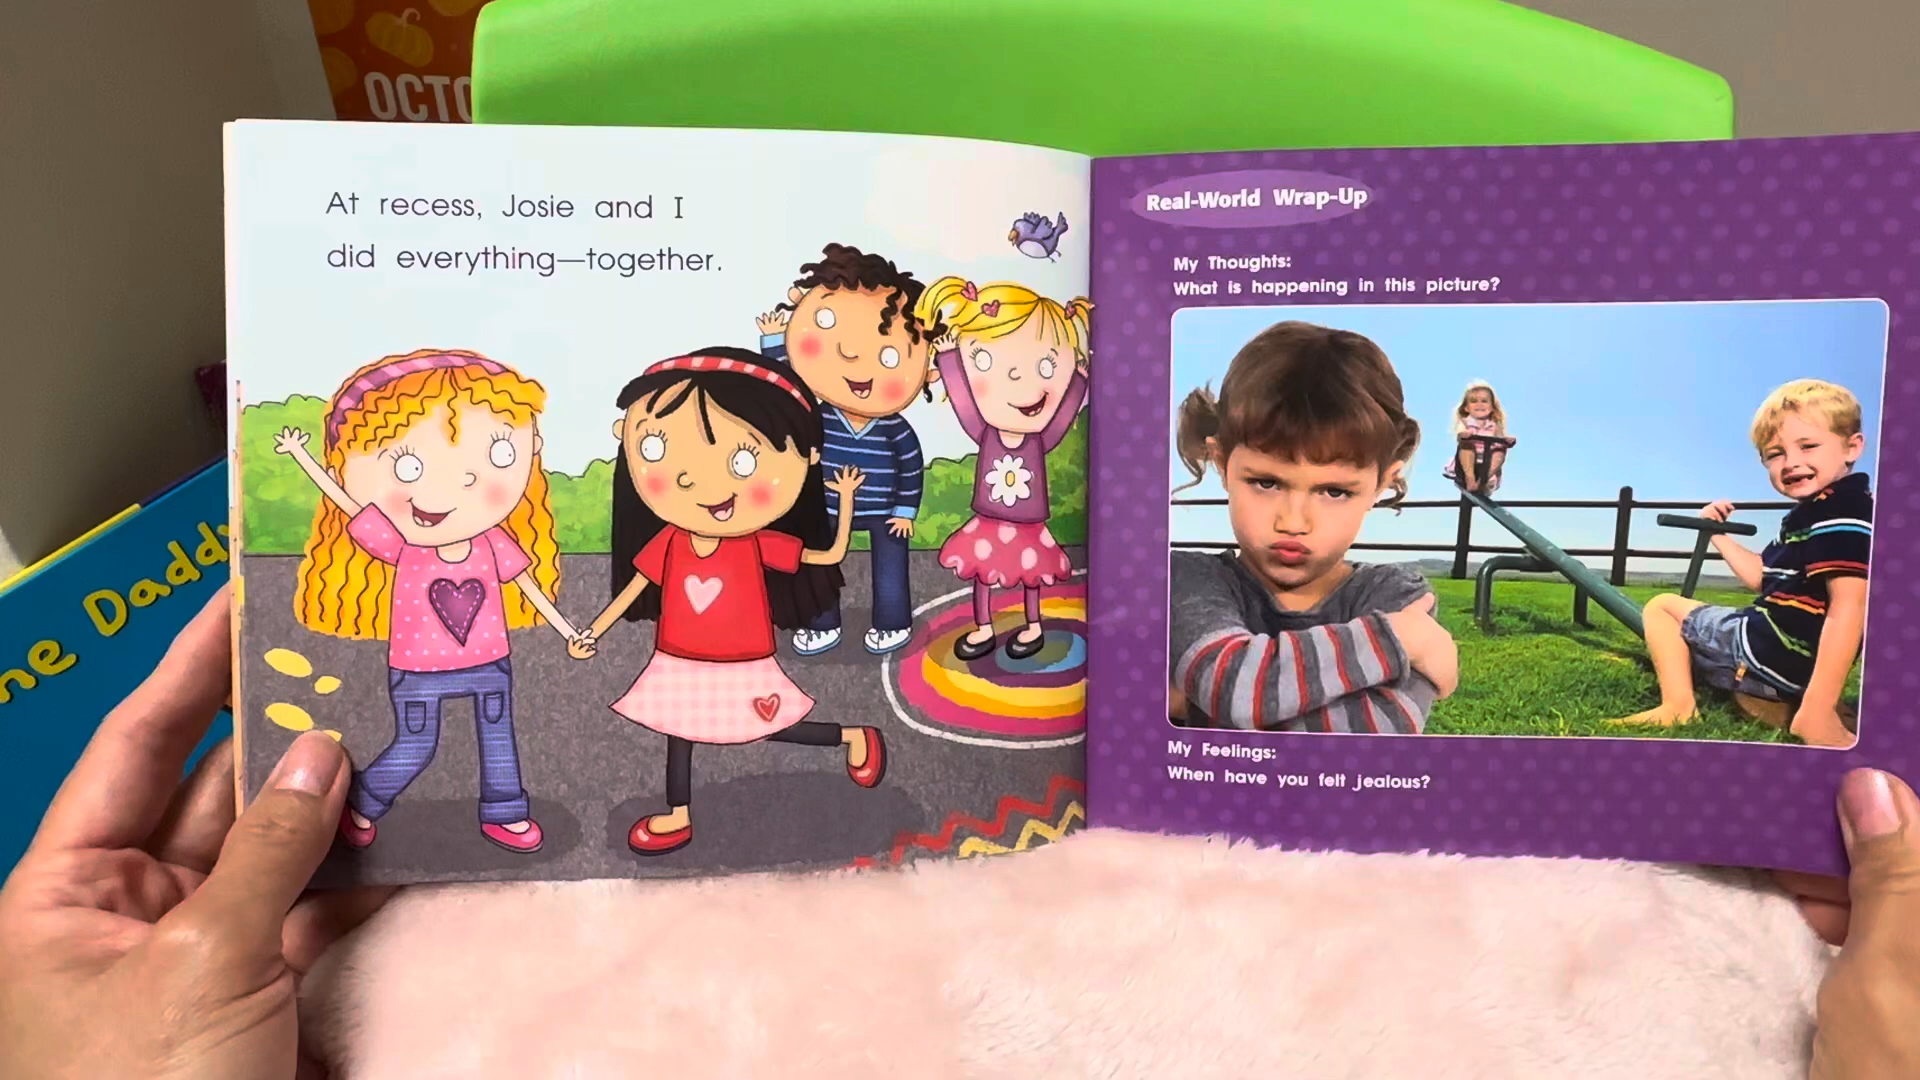 OCTO
ne Daddy
At recess, Josie and I
did everything—together.
Real-World Wrap-Up
My Thoughts:
What is happening in this picture?
My Feelings:
When have you felt jealous?